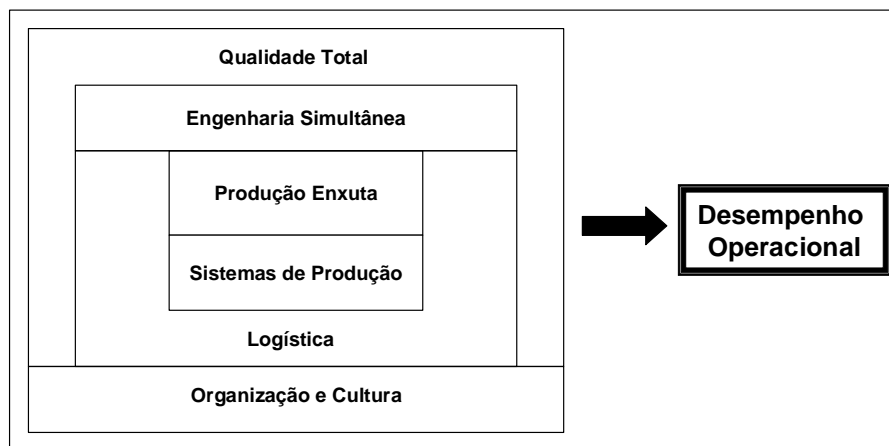 Qualidade Total
Engenharia Simultânea
Produção Enxuta
Sistemas de Produção
Logística
Organização e Cultura
Desempenho
Operacional